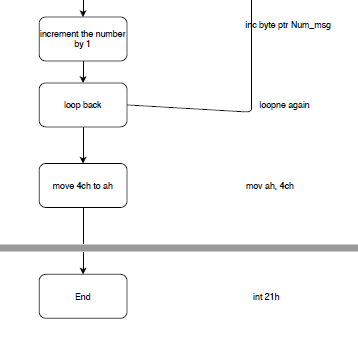 increment the number
by 1
inc byte ptr Num_msg
loop back
loopne again
move 4ch to ah
mov ah, 4ch
End
int 21h